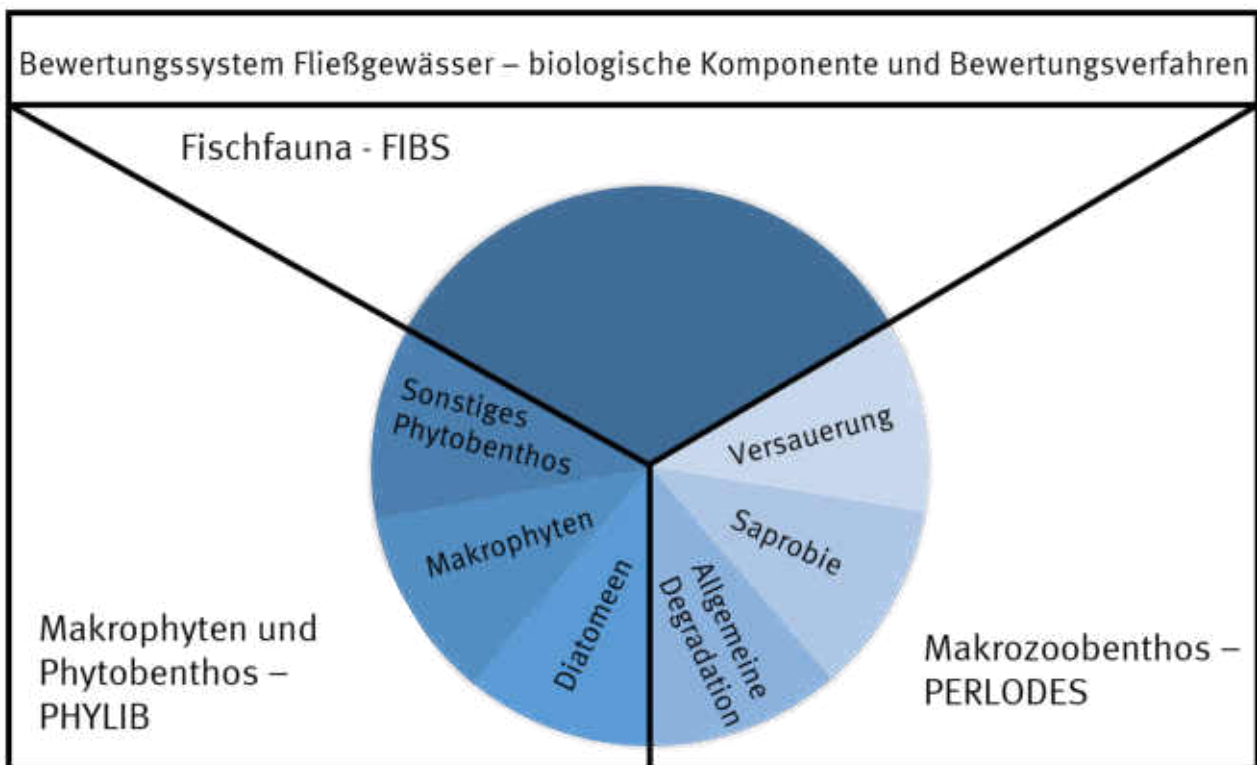 Bewertungssystem Fließgewässer – biologische Komponente und Bewertungsverfahren
Fischfauna - FIBS
Sonstiges
Phytobenthos
Makrophyten
Diatomeen
Allgemeine
Degradation
Saprobie
Versauerung
Makrophyten und
Phytobenthos –
PHYLIB
Makrozoobenthos –
PERLODES